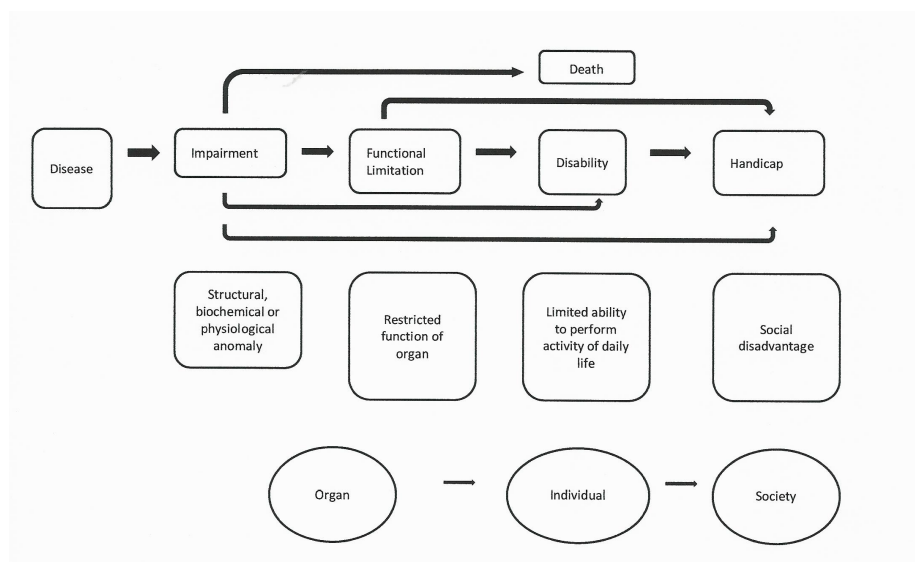 Death
Disease
Impairment
Functional
Limitation
Disability
Handicap
Structural,
biochemical or
physiological
anomaly
Restricted
function of
organ
Limited ability
to perform
activity of daily
life
Social
disadvantage
Organ
Individual
Society